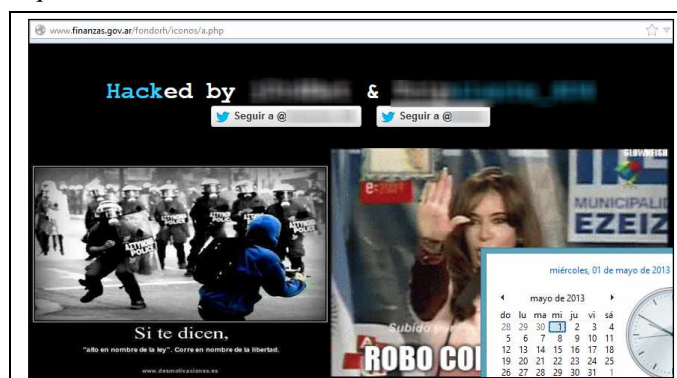 www.finanzas.gov.ar/fondorh/iconos/a.php
Hacked by &
Seguir a @
Seguir a @
ΑΣΤΥΝΟΜΙΑ
POLICE
GLOWNFISH
e:2009
MUNICIPALI
EZEIZ
Si te dicen,
"alto en nombre de la ley". Corre en nombre de la libertad.
www.desmotivaciones.es
Subido
ROBO CO
miércoles, 01 de mayo de 2013
mayo de 2013
do lu ma mi ju vi sá
28 29 30 1 2 3 4
5 6 7 8 9 10 11
12 13 14 15 16 17 18
19 20 21 22 23 24 25
26 27 28 29 30 31 1